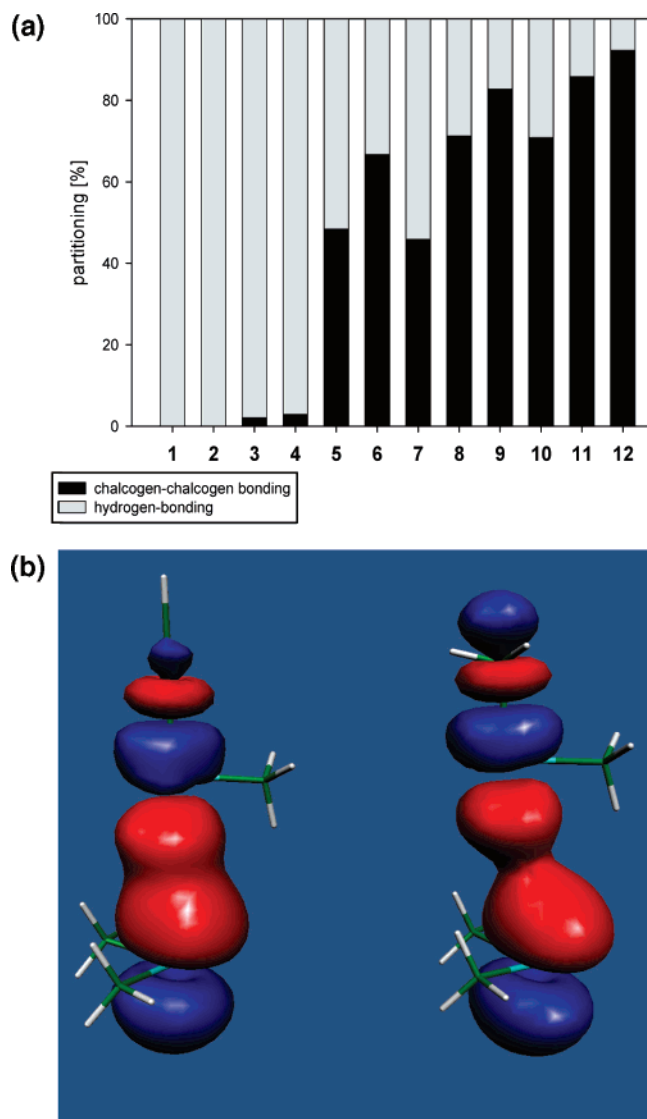 (a)
100
80
60
40
20
0
partitioning [%]
1 2 3 4 5 6 7 8 9 10 11 12
chalcogen-chalcogen bonding
hydrogen-bonding
(b)